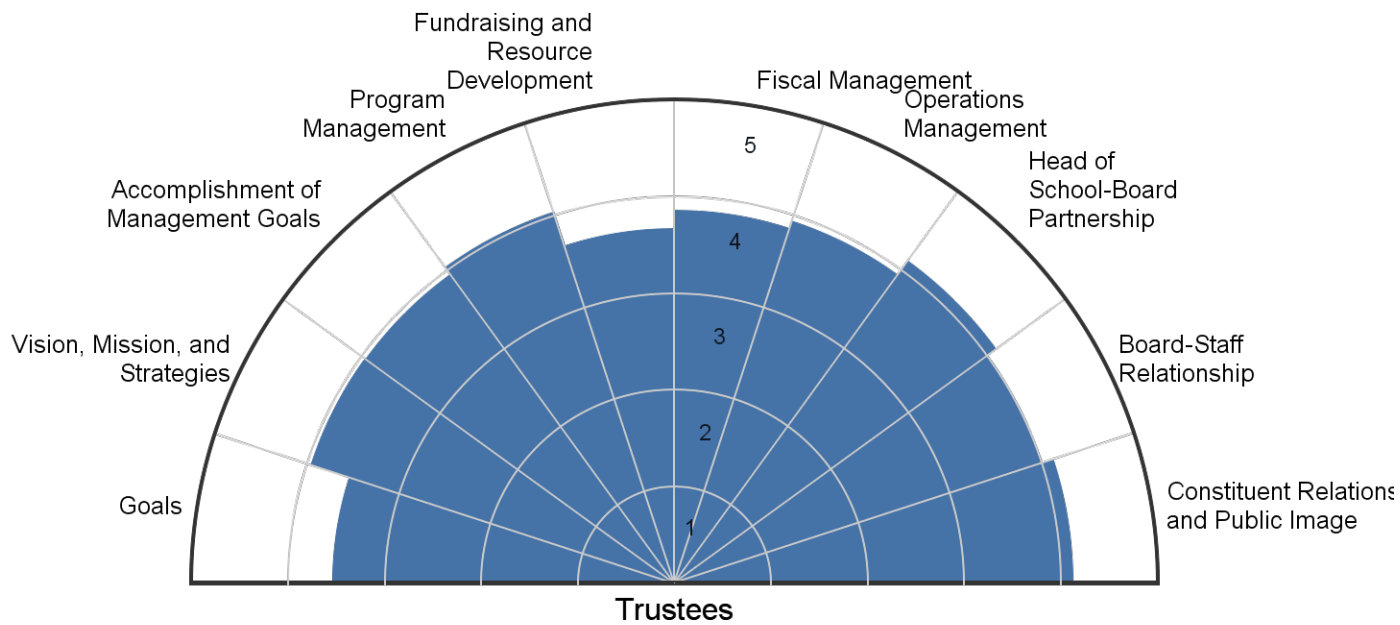 Fundraising and
Resource
Development
Fiscal Management
Program
Management
Operations
Management
Accomplishment of
Management Goals
Head of
School-Board
Partnership
Vision, Mission, and
Strategies
Board-Staff
Relationship
Goals
Constituent Relations
and Public Image
5
4
3
2
1
Trustees